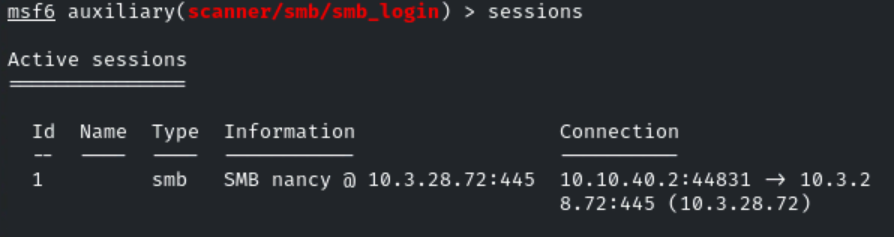 msf6 auxiliary(scanner/smb/smb_login) > sessions
Active sessions
===============
Id  Name  Type  Information  Connection
--  ----  ----  -----------  ----------
1  smb  SMB nancy @ 10.3.28.72:445  10.10.40.2:44831 -> 10.3.2
8.72:445 (10.3.28.72)